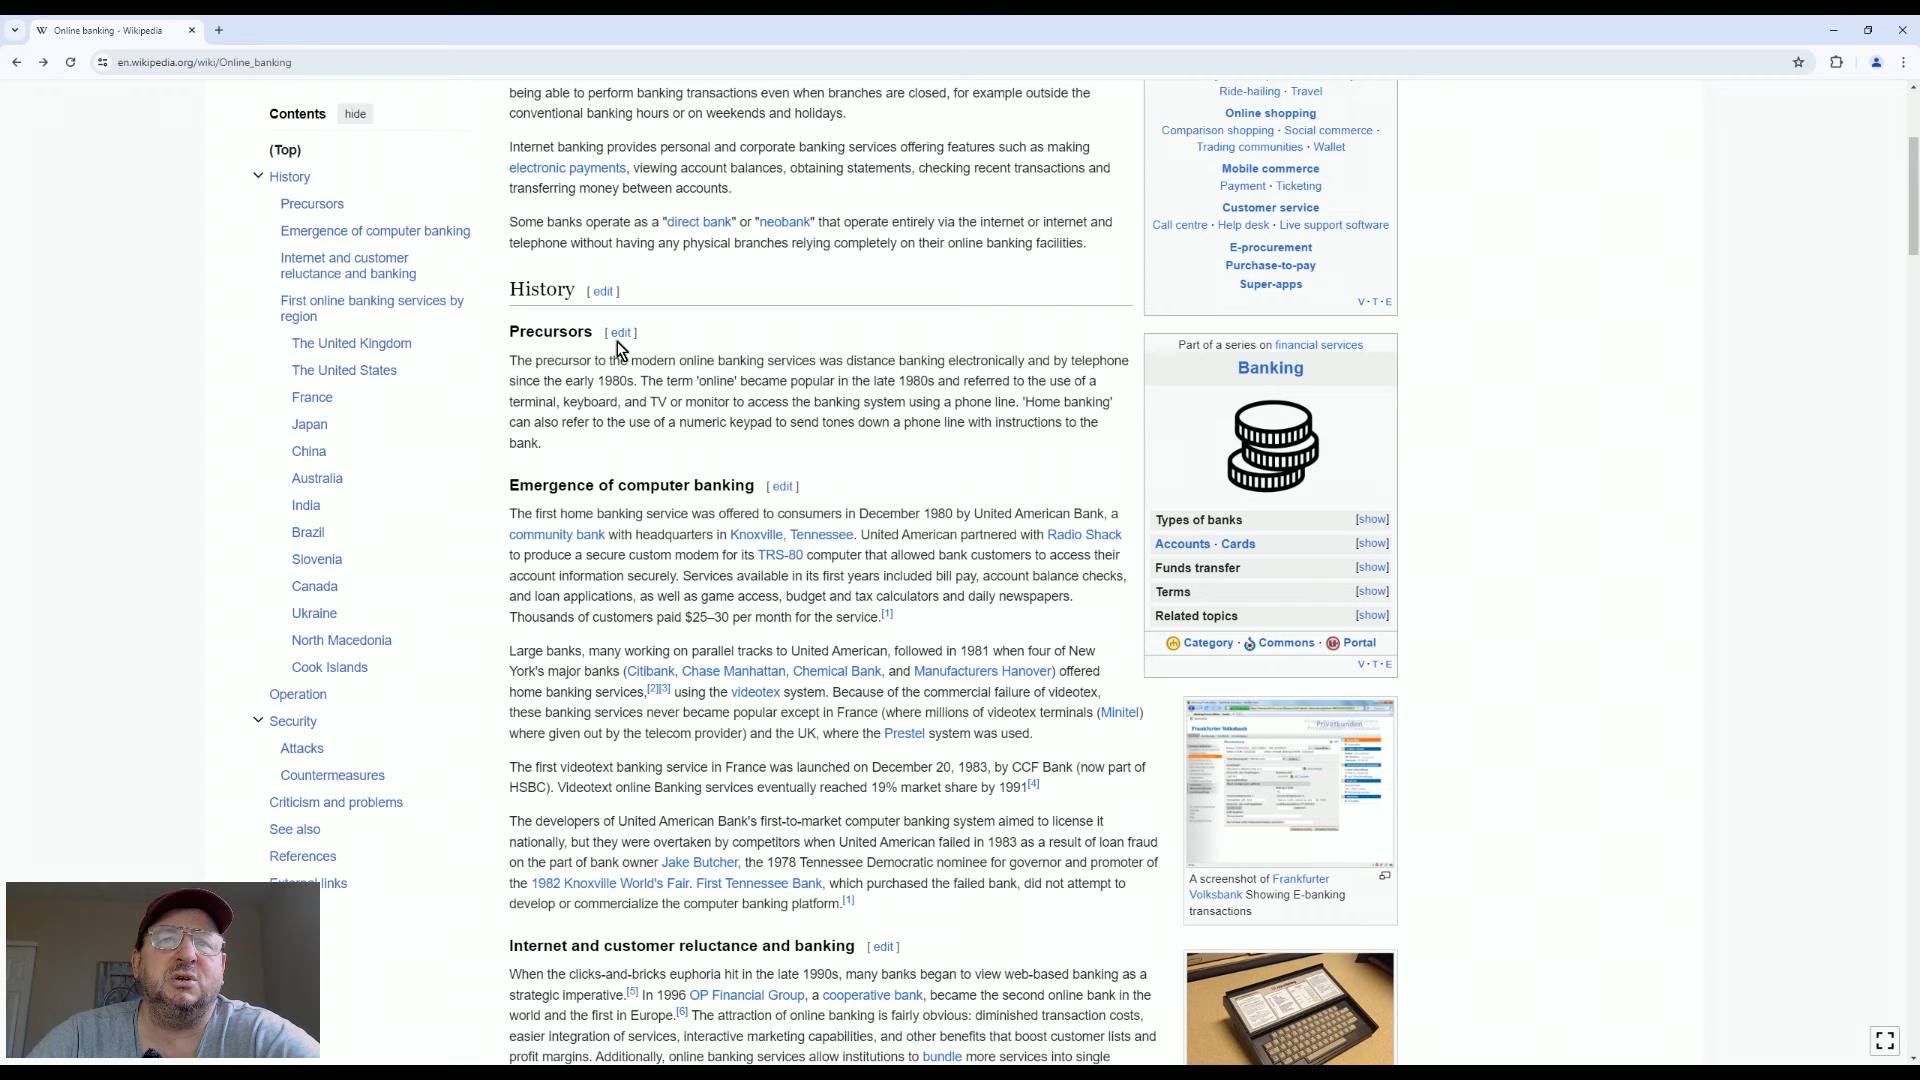 Online banking - Wikipedia
en.wikipedia.org/wiki/Online_banking
Contents
hide
(Top)
History
Precursors
Emergence of computer banking
Internet and customer
reluctance and banking
First online banking services by
region
The United Kingdom
The United States
France
Japan
China
Australia
India
Brazil
Slovenia
Canada
Ukraine
North Macedonia
Cook Islands
Operation
Security
Attacks
Countermeasures
Criticism and problems
See also
References
External links
being able to perform banking transactions even when branches are closed, for example outside the
conventional banking hours or on weekends and holidays.
Internet banking provides personal and corporate banking services offering features such as making
electronic payments, viewing account balances, obtaining statements, checking recent transactions and
transferring money between accounts.
Some banks operate as a "direct bank" or "neobank" that operate entirely via the internet or internet and
telephone without having any physical branches relying completely on their online banking facilities.
History [ edit ]
Precursors [ edit ]
The precursor to the modern online banking services was distance banking electronically and by telephone
since the early 1980s. The term 'online' became popular in the late 1980s and referred to the use of a
terminal, keyboard, and TV or monitor to access the banking system using a phone line. 'Home banking'
can also refer to the use of a numeric keypad to send tones down a phone line with instructions to the
bank.
Emergence of computer banking [ edit ]
The first home banking service was offered to consumers in December 1980 by United American Bank, a
community bank with headquarters in Knoxville, Tennessee. United American partnered with Radio Shack
to produce a secure custom modem for its TRS-80 computer that allowed bank customers to access their
account information securely. Services available in its first years included bill pay, account balance checks,
and loan applications, as well as game access, budget and tax calculators and daily newspapers.
Thousands of customers paid $25–30 per month for the service.[1]
Large banks, many working on parallel tracks to United American, followed in 1981 when four of New
York's major banks (Citibank, Chase Manhattan, Chemical Bank, and Manufacturers Hanover) offered
home banking services,[2][3] using the videotex system. Because of the commercial failure of videotex,
these banking services never became popular except in France (where millions of videotex terminals (Minitel)
where given out by the telecom provider) and the UK, where the Prestel system was used.
The first videotext banking service in France was launched on December 20, 1983, by CCF Bank (now part of
HSBC). Videotext online Banking services eventually reached 19% market share by 1991[4]
The developers of United American Bank's first-to-market computer banking system aimed to license it
nationally, but they were overtaken by competitors when United American failed in 1983 as a result of loan fraud
on the part of bank owner Jake Butcher, the 1978 Tennessee Democratic nominee for governor and promoter of
the 1982 Knoxville World's Fair. First Tennessee Bank, which purchased the failed bank, did not attempt to
develop or commercialize the computer banking platform.[1]
Internet and customer reluctance and banking [ edit ]
When the clicks-and-bricks euphoria hit in the late 1990s, many banks began to view web-based banking as a
strategic imperative.[5] In 1996 OP Financial Group, a cooperative bank, became the second online bank in the
world and the first in Europe.[6] The attraction of online banking is fairly obvious: diminished transaction costs,
easier integration of services, interactive marketing capabilities, and other benefits that boost customer lists and
profit margins. Additionally, online banking services allow institutions to bundle more services into single
Ride-hailing · Travel
Online shopping
Comparison shopping · Social commerce ·
Trading communities · Wallet
Mobile commerce
Payment · Ticketing
Customer service
Call centre · Help desk · Live support software
E-procurement
Purchase-to-pay
Super-apps
V·T·E
Part of a series on financial services
Banking
Types of banks [show]
Accounts · Cards [show]
Funds transfer [show]
Terms [show]
Related topics [show]
Category · Commons · Portal
V·T·E
Privatkunden
Frankfurter Volksbank
A screenshot of Frankfurter
Volksbank Showing E-banking
transactions